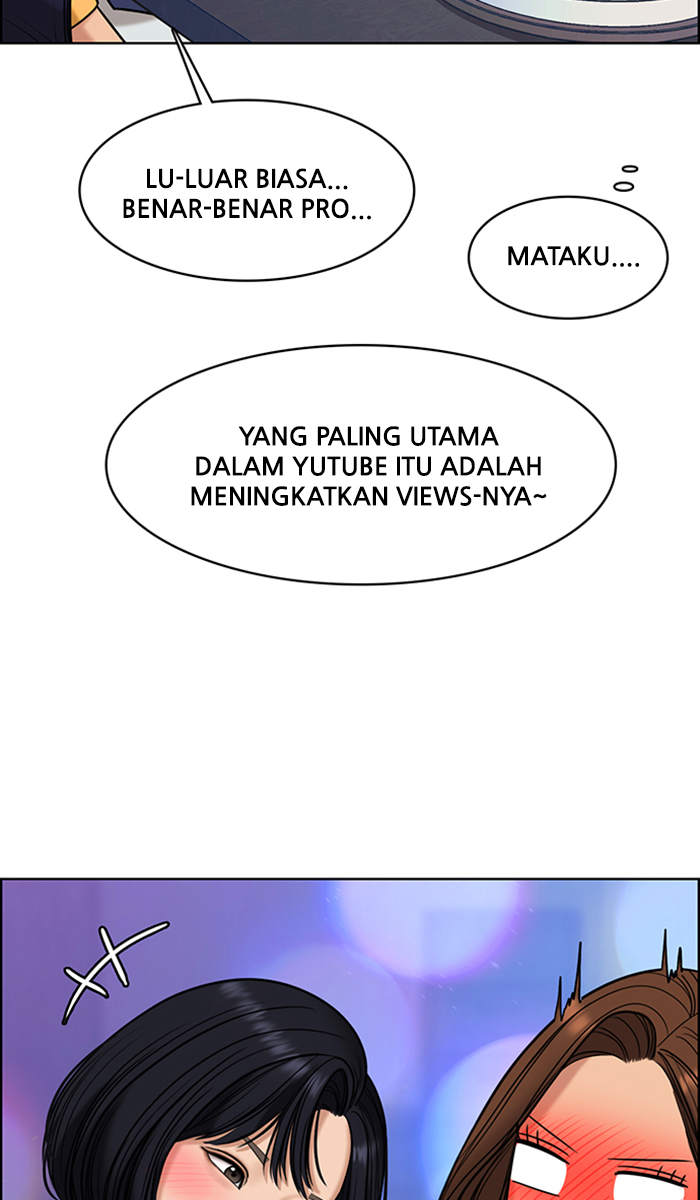 LU-LUAR BIASA...
BENAR-BENAR PRO...
MATAKU....
YANG PALING UTAMA
DALAM YUTUBE ITU ADALAH
MENINGKATKAN VIEWS-NYA~